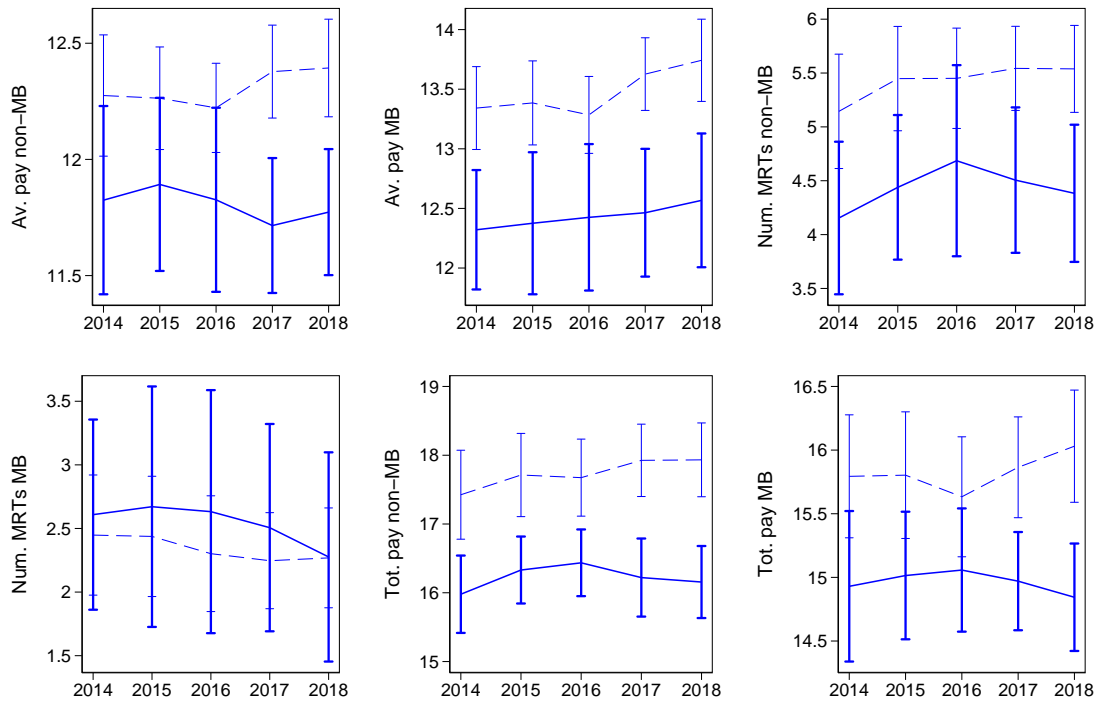 Av. pay non−MB
12.5
12
11.5
2014 2015 2016 2017 2018
Av. pay MB
14
13.5
13
12.5
12
2014 2015 2016 2017 2018
Num. MRTs non−MB
6
5.5
5
4.5
4
3.5
2014 2015 2016 2017 2018
Num. MRTs MB
3.5
3
2.5
2
1.5
2014 2015 2016 2017 2018
Tot. pay non−MB
19
18
17
16
15
2014 2015 2016 2017 2018
Tot. pay MB
16.5
16
15.5
15
14.5
2014 2015 2016 2017 2018